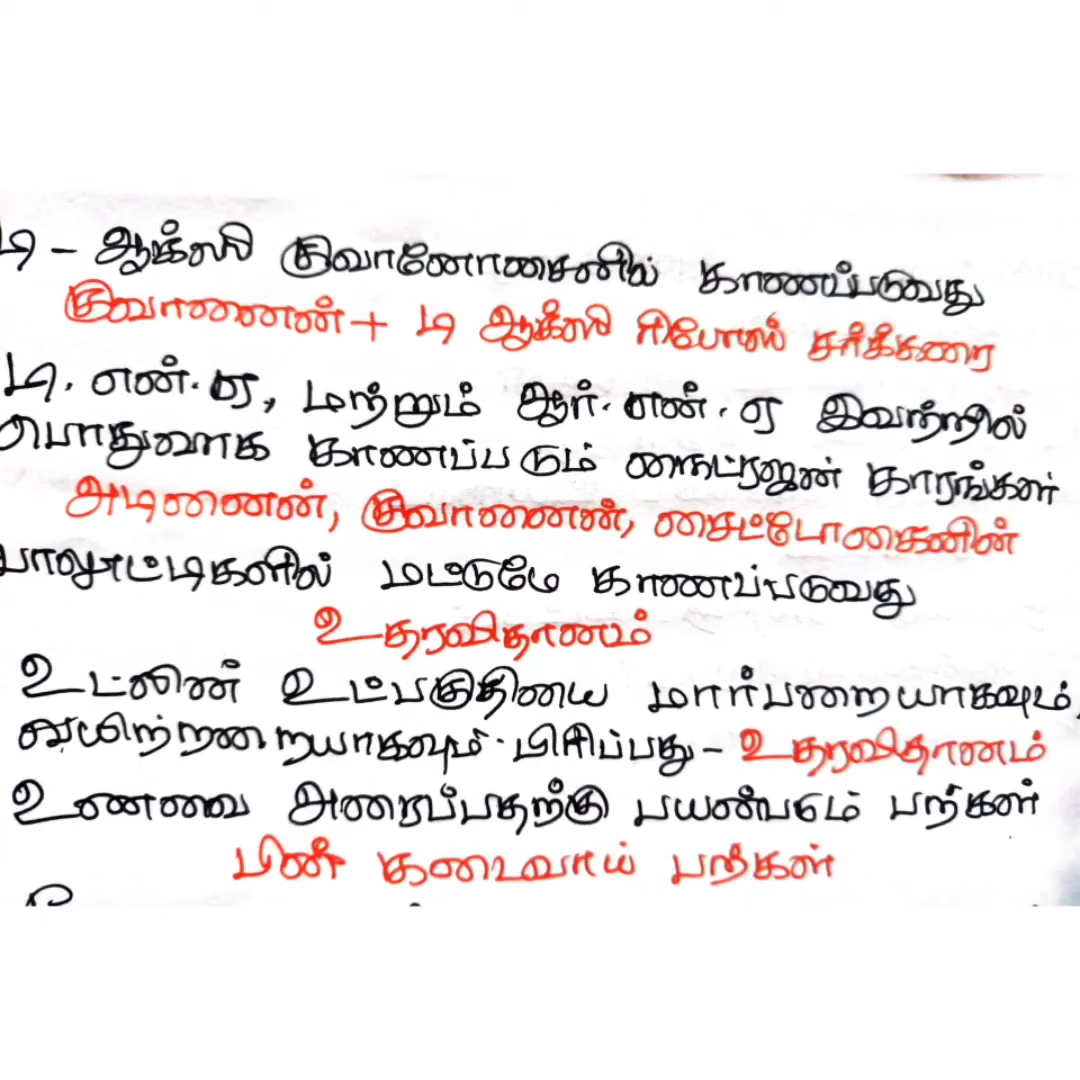 டி - ஆக்ஸி குவானோசைனில் காணப்படுவது
குவாணைன் + டி ஆக்ஸி ரிபோஸ் சர்க்கரை
டி. என். ஏ, மற்றும் ஆர். என். ஏ இவற்றில்
பொதுவாக காணப்படும் நைட்ரஜன் காரங்கள்
அடிணைன், குவாணைன், சைட்டோசைனின்
பாலூட்டிகளில் மட்டுமே காணப்படுவது
உதரவிதானம்
உடலின் உட்பகுதியை மார்பறையாகவும்,
வயிற்றறையாகவும் பிரிப்பது - உதரவிதானம்
உணவை அரைப்பதற்கு பயன்படும் பற்கள்
பின் கடைவாய் பற்கள்